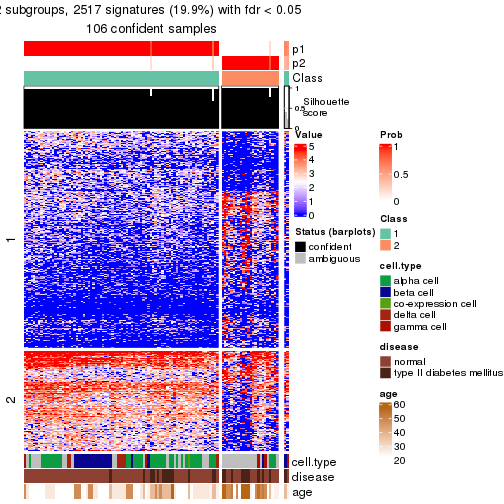 2 subgroups, 2517 signatures (19.9%) with fdr < 0.05
106 confident samples
p1
p2
Class
1
0.5
0
Silhouette
score
1
2
cell.type
disease
age
Value
5
4
3
2
1
0
Status (barplots)
confident
ambiguous
Prob
1
0.5
0
Class
1
2
cell.type
alpha cell
beta cell
co-expression cell
delta cell
gamma cell
disease
normal
type II diabetes mellitus
age
60
50
40
30
20